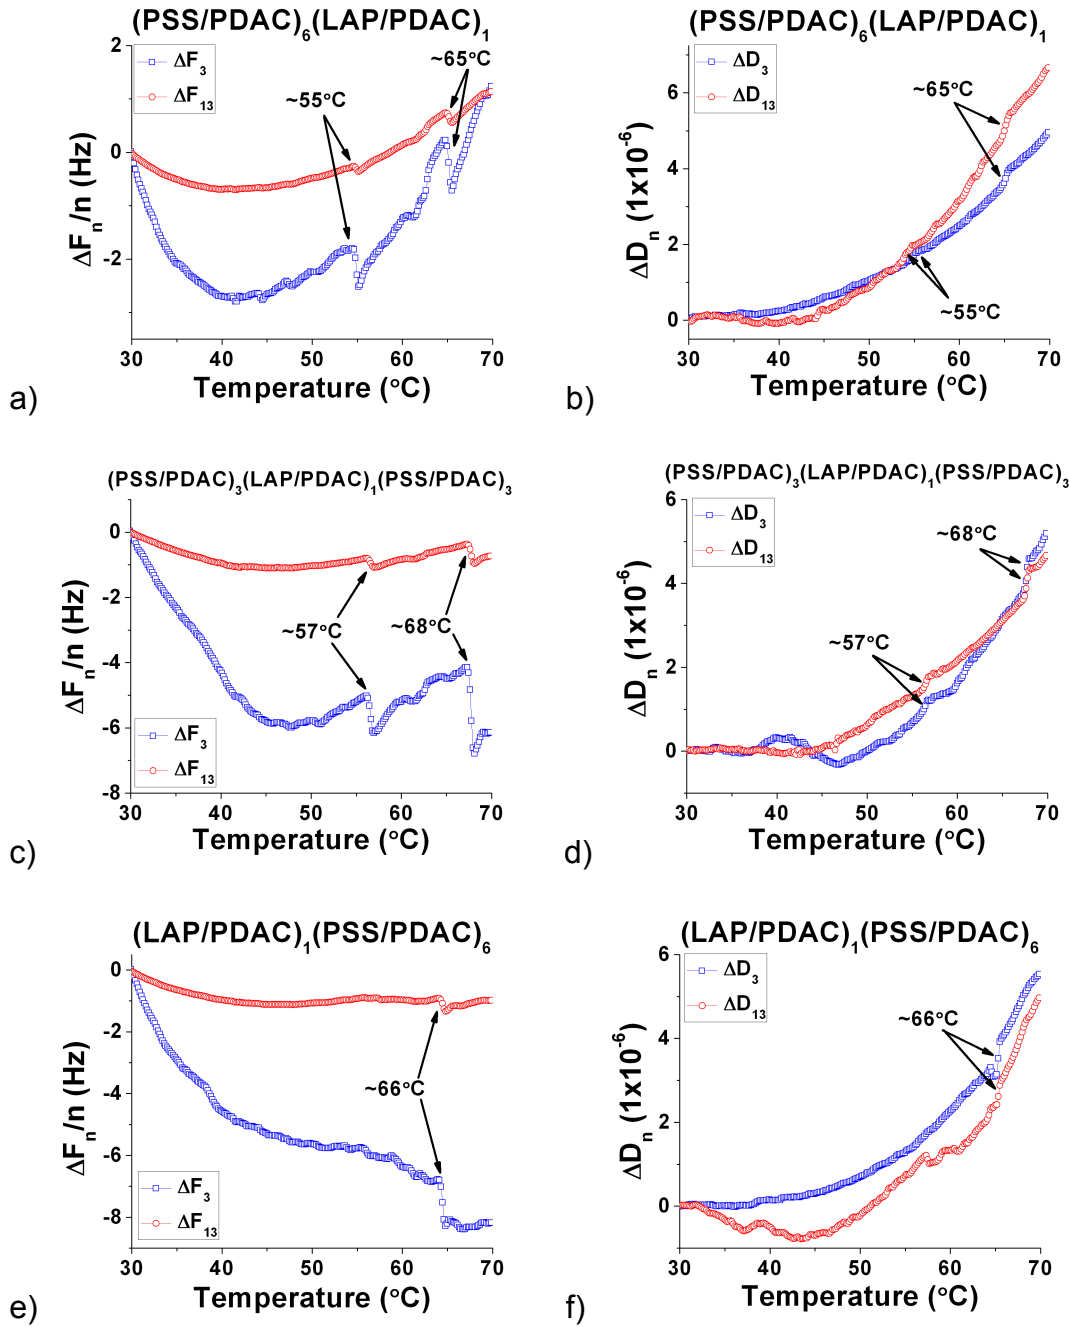 (PSS/PDAC)₆(LAP/PDAC)₁
ΔF₃
ΔF₁₃
~55°C
~65°C
2
0
-2
ΔFₙ/n (Hz)
30 40 50 60 70
Temperature (°C)
a)
(PSS/PDAC)₆(LAP/PDAC)₁
ΔD₃
ΔD₁₃
~65°C
~55°C
6
4
2
0
ΔDₙ (1x10⁻⁶)
30 40 50 60 70
Temperature (°C)
b)
(PSS/PDAC)₃(LAP/PDAC)₁(PSS/PDAC)₃
0
-2
-4
-6
-8
ΔFₙ/n (Hz)
~57°C
~68°C
ΔF₃
ΔF₁₃
30 40 50 60 70
Temperature (°C)
c)
(PSS/PDAC)₃(LAP/PDAC)₁(PSS/PDAC)₃
ΔD₃
ΔD₁₃
~68°C
~57°C
6
4
2
0
ΔDₙ (1x10⁻⁶)
30 40 50 60 70
Temperature (°C)
d)
(LAP/PDAC)₁(PSS/PDAC)₆
0
-2
-4
-6
-8
ΔFₙ/n (Hz)
~66°C
ΔF₃
ΔF₁₃
30 40 50 60 70
Temperature (°C)
e)
(LAP/PDAC)₁(PSS/PDAC)₆
ΔD₃
ΔD₁₃
~66°C
6
4
2
0
ΔDₙ (1x10⁻⁶)
30 40 50 60 70
Temperature (°C)
f)